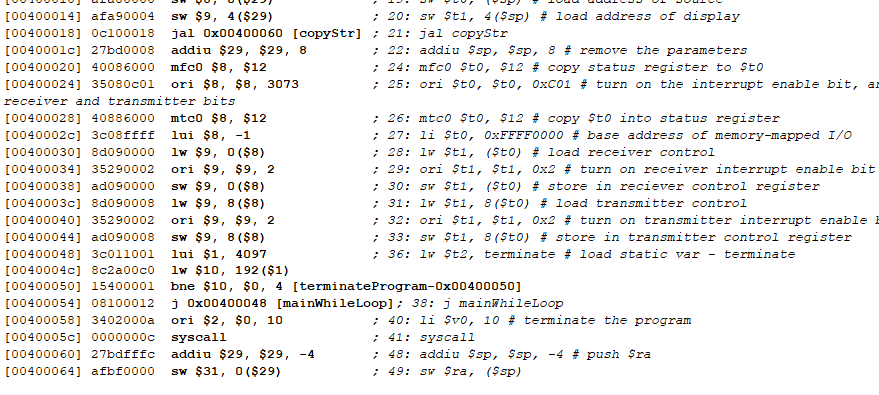 [00400014] afa90004 sw $9, 4($29) ; 20: sw $t1, 4($sp) # load address of display
[00400018] 0c100018 jal 0x00400060 [copyStr] ; 21: jal copyStr
[0040001c] 27bd0008 addiu $29, $29, 8 ; 22: addiu $sp, $sp, 8 # remove the parameters
[00400020] 40086000 mfc0 $8, $12 ; 24: mfc0 $t0, $12 # copy status register to $t0
[00400024] 35080c01 ori $8, $8, 3073 ; 25: ori $t0, $t0, 0xC01 # turn on the interrupt enable bit,
receiver and transmitter bits
[00400028] 40886000 mtc0 $8, $12 ; 26: mtc0 $t0, $12 # copy $t0 into status register
[0040002c] 3c08ffff lui $8, -1 ; 27: li $t0, 0xFFFF0000 # base address of memory-mapped I/O
[00400030] 8d090000 lw $9, 0($8) ; 28: lw $t1, ($t0) # load receiver control
[00400034] 35290002 ori $9, $9, 2 ; 29: ori $t1, $t1, 0x2 # turn on receiver interrupt enable bit
[00400038] ad090000 sw $9, 0($8) ; 30: sw $t1, ($t0) # store in reciever control register
[0040003c] 8d090008 lw $9, 8($8) ; 31: lw $t1, 8($t0) # load transmitter control
[00400040] 35290002 ori $9, $9, 2 ; 32: ori $t1, $t1, 0x2 # turn on transmitter interrupt enable
[00400044] ad090008 sw $9, 8($8) ; 33: sw $t1, 8($t0) # store in transmitter control register
[00400048] 3c011001 lui $1, 4097 ; 36: lw $t2, terminate # load static var - terminate
[0040004c] 8c2a00c0 lw $10, 192($1)
[00400050] 15400001 bne $10, $0, 4 [terminateProgram-0x00400050]
[00400054] 08100012 j 0x00400048 [mainWhileLoop]; 38: j mainWhileLoop
[00400058] 3402000a ori $2, $0, 10 ; 40: li $v0, 10 # terminate the program
[0040005c] 0000000c syscall ; 41: syscall
[00400060] 27bdfffc addiu $29, $29, -4 ; 48: addiu $sp, $sp, -4 # push $ra
[00400064] afbf0000 sw $31, 0($29) ; 49: sw $ra, ($sp)